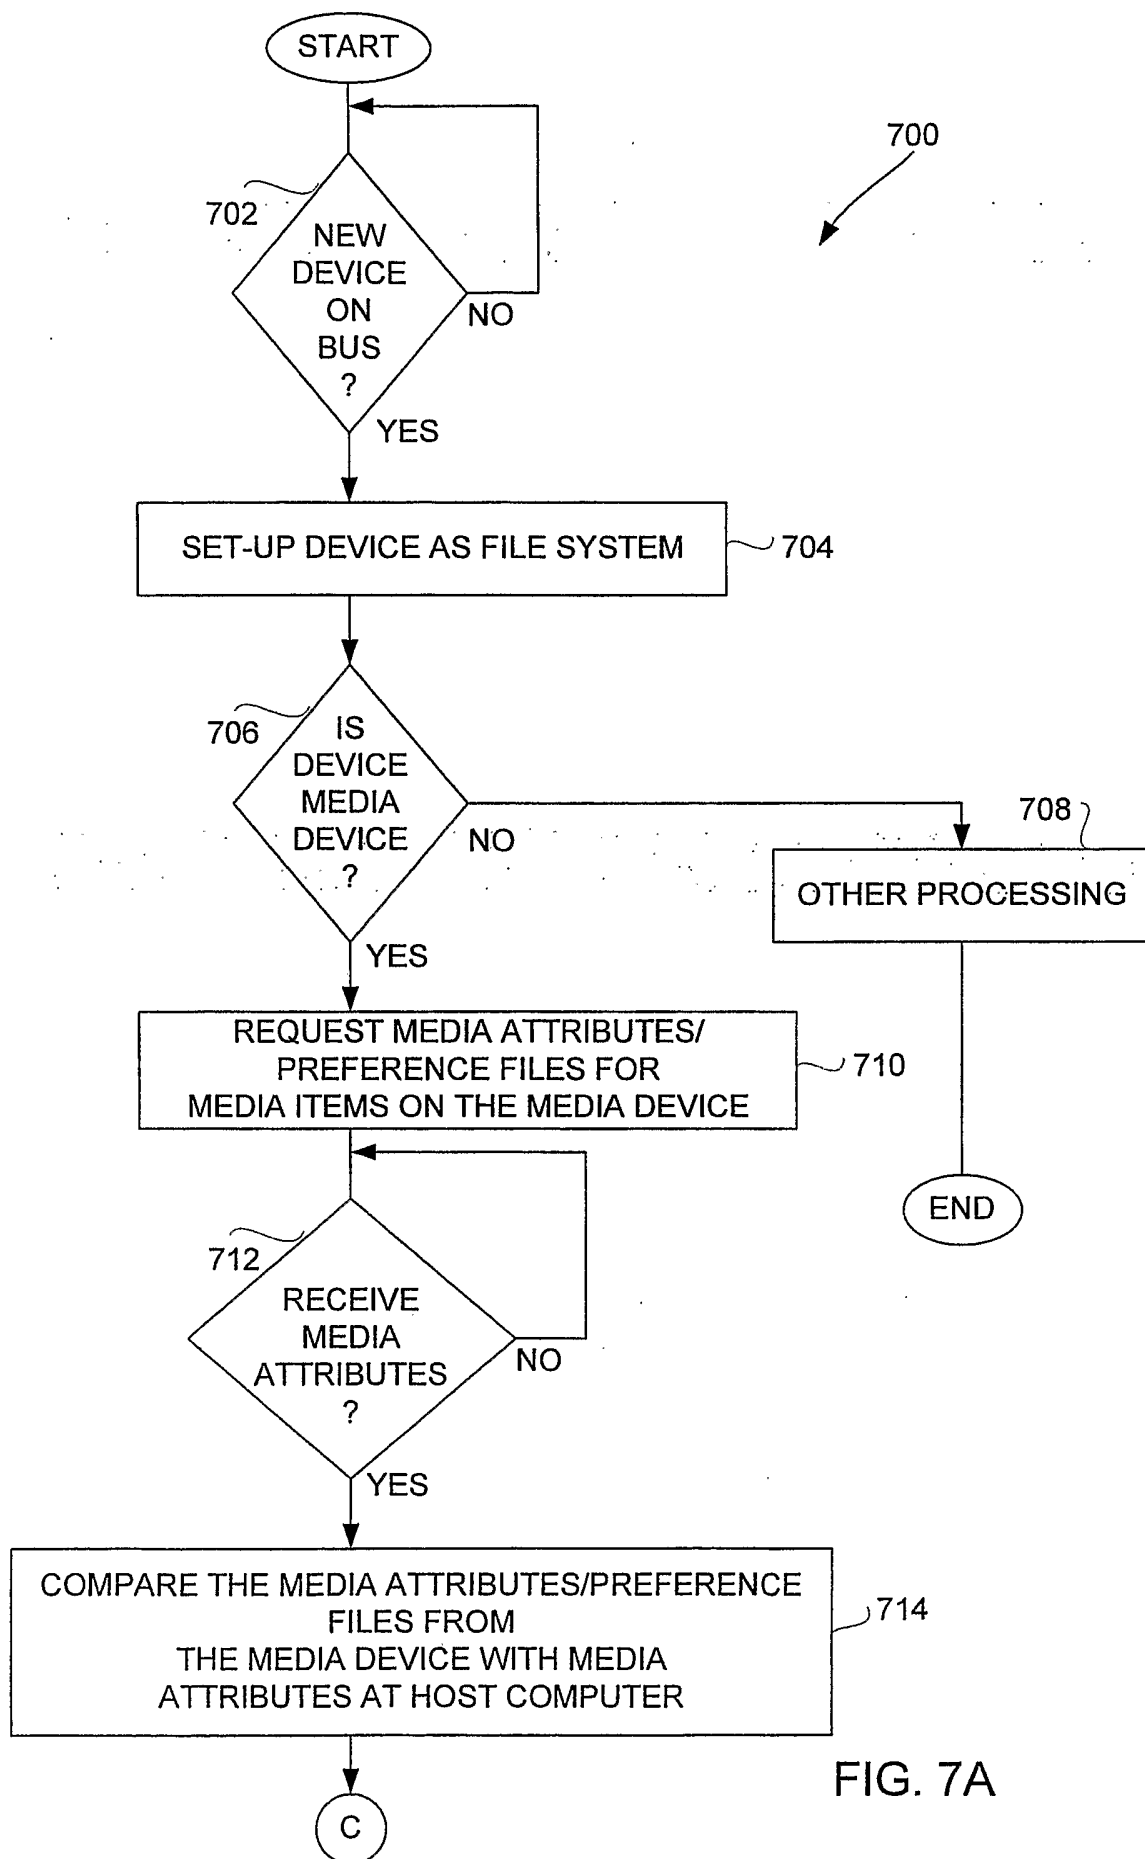 START
700
702
NEW
DEVICE
ON
BUS
?
NO
YES
SET-UP DEVICE AS FILE SYSTEM
704
706
IS
DEVICE
MEDIA
DEVICE
?
NO
708
OTHER PROCESSING
YES
REQUEST MEDIA ATTRIBUTES/
PREFERENCE FILES FOR
MEDIA ITEMS ON THE MEDIA DEVICE
710
END
712
RECEIVE
MEDIA
ATTRIBUTES
?
NO
YES
COMPARE THE MEDIA ATTRIBUTES/PREFERENCE
FILES FROM
THE MEDIA DEVICE WITH MEDIA
ATTRIBUTES AT HOST COMPUTER
714
FIG. 7A
C